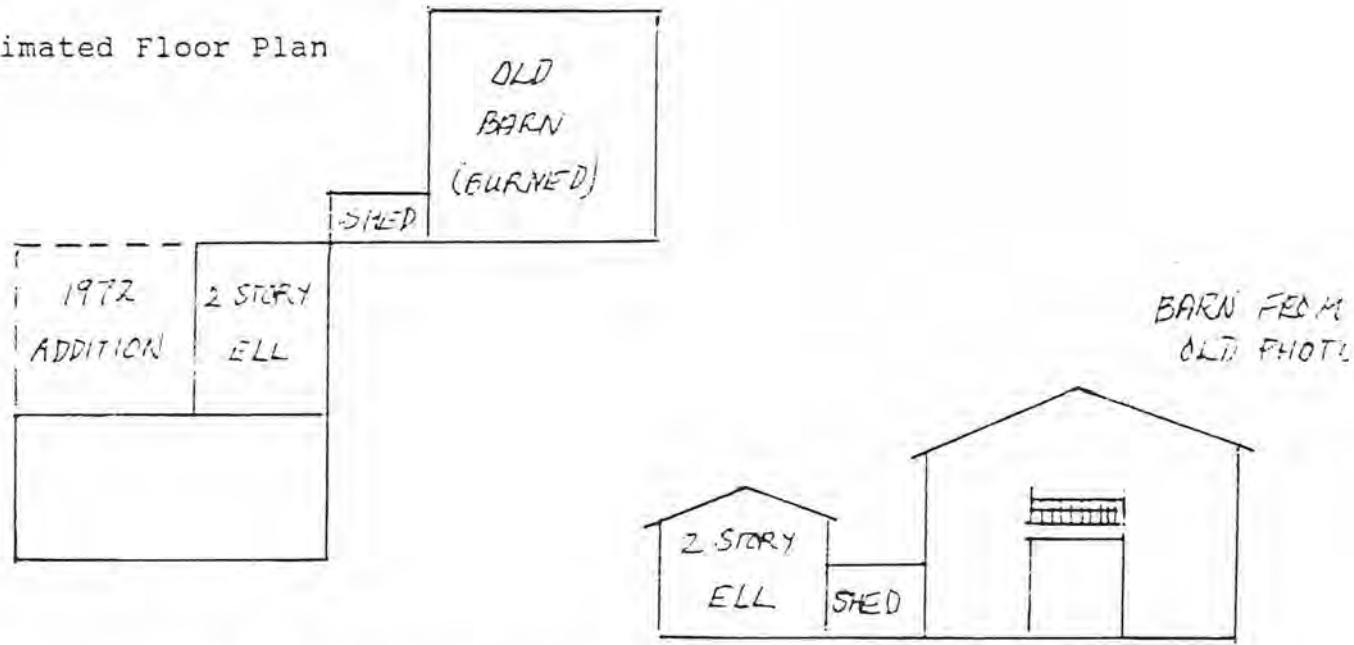 imated Floor Plan
OLD
BARN
(BURNED)
SHED
1972
ADDITION
2 STORY
ELL
BARN FROM
OLD PHOTO
2 STORY
ELL
SHED